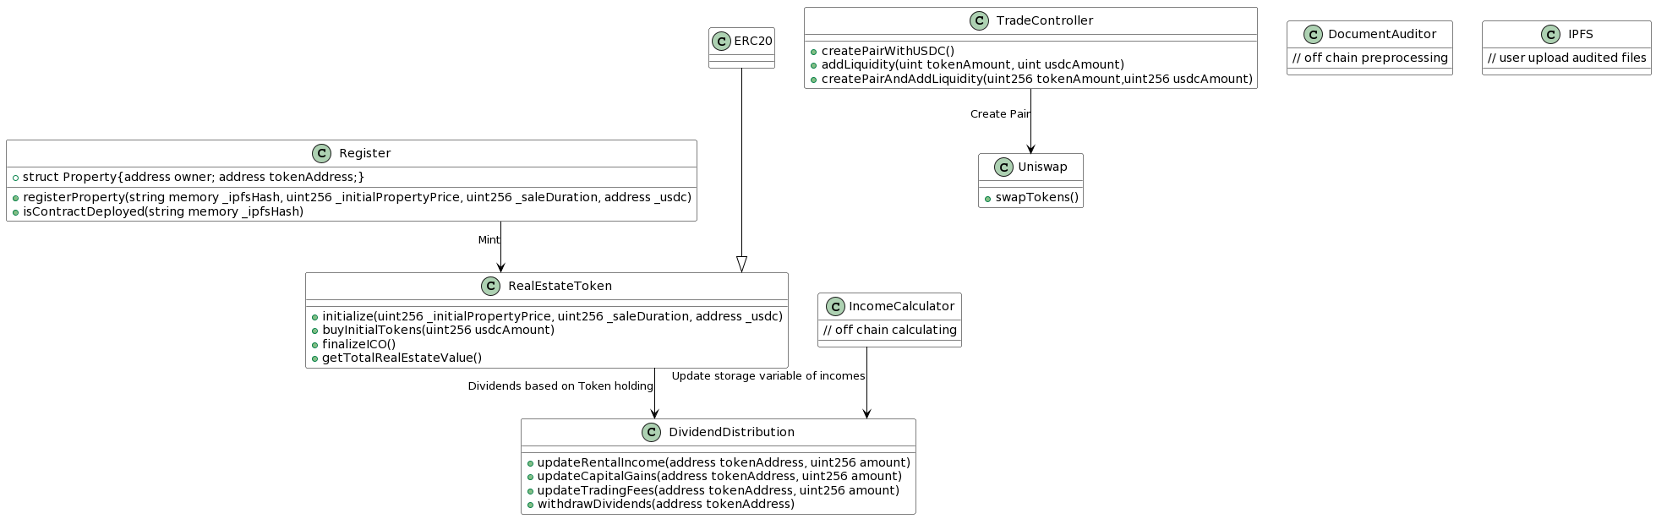 C ERC20
C TradeController
createPairWithUSDC()
addLiquidity(uint tokenAmount, uint usdcAmount)
createPairAndAddLiquidity(uint256 tokenAmount,uint256 usdcAmount)
C DocumentAuditor
// off chain preprocessing
C IPFS
// user upload audited files
Create Pair
C Register
struct Property{address owner; address tokenAddress;}
registerProperty(string memory _ipfsHash, uint256 _initialPropertyPrice, uint256 _saleDuration, address _usdc)
isContractDeployed(string memory _ipfsHash)
C Uniswap
swapTokens()
Mint
C RealEstateToken
initialize(uint256 _initialPropertyPrice, uint256 _saleDuration, address _usdc)
buyInitialTokens(uint256 usdcAmount)
finalizeICO()
getTotalRealEstateValue()
C IncomeCalculator
// off chain calculating
Dividends based on Token holding
Update storage variable of incomes
C DividendDistribution
updateRentalIncome(address tokenAddress, uint256 amount)
updateCapitalGains(address tokenAddress, uint256 amount)
updateTradingFees(address tokenAddress, uint256 amount)
withdrawDividends(address tokenAddress)